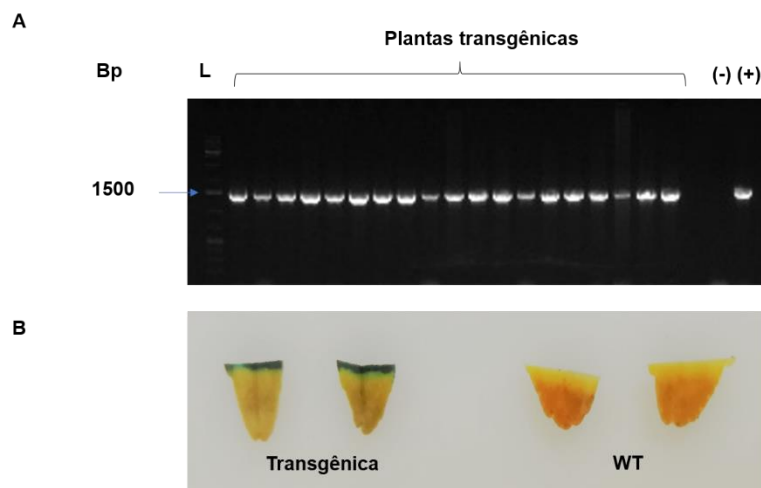 A
Plantas transgênicas
Bp L (-) (+)
1500
B
Transgênica WT